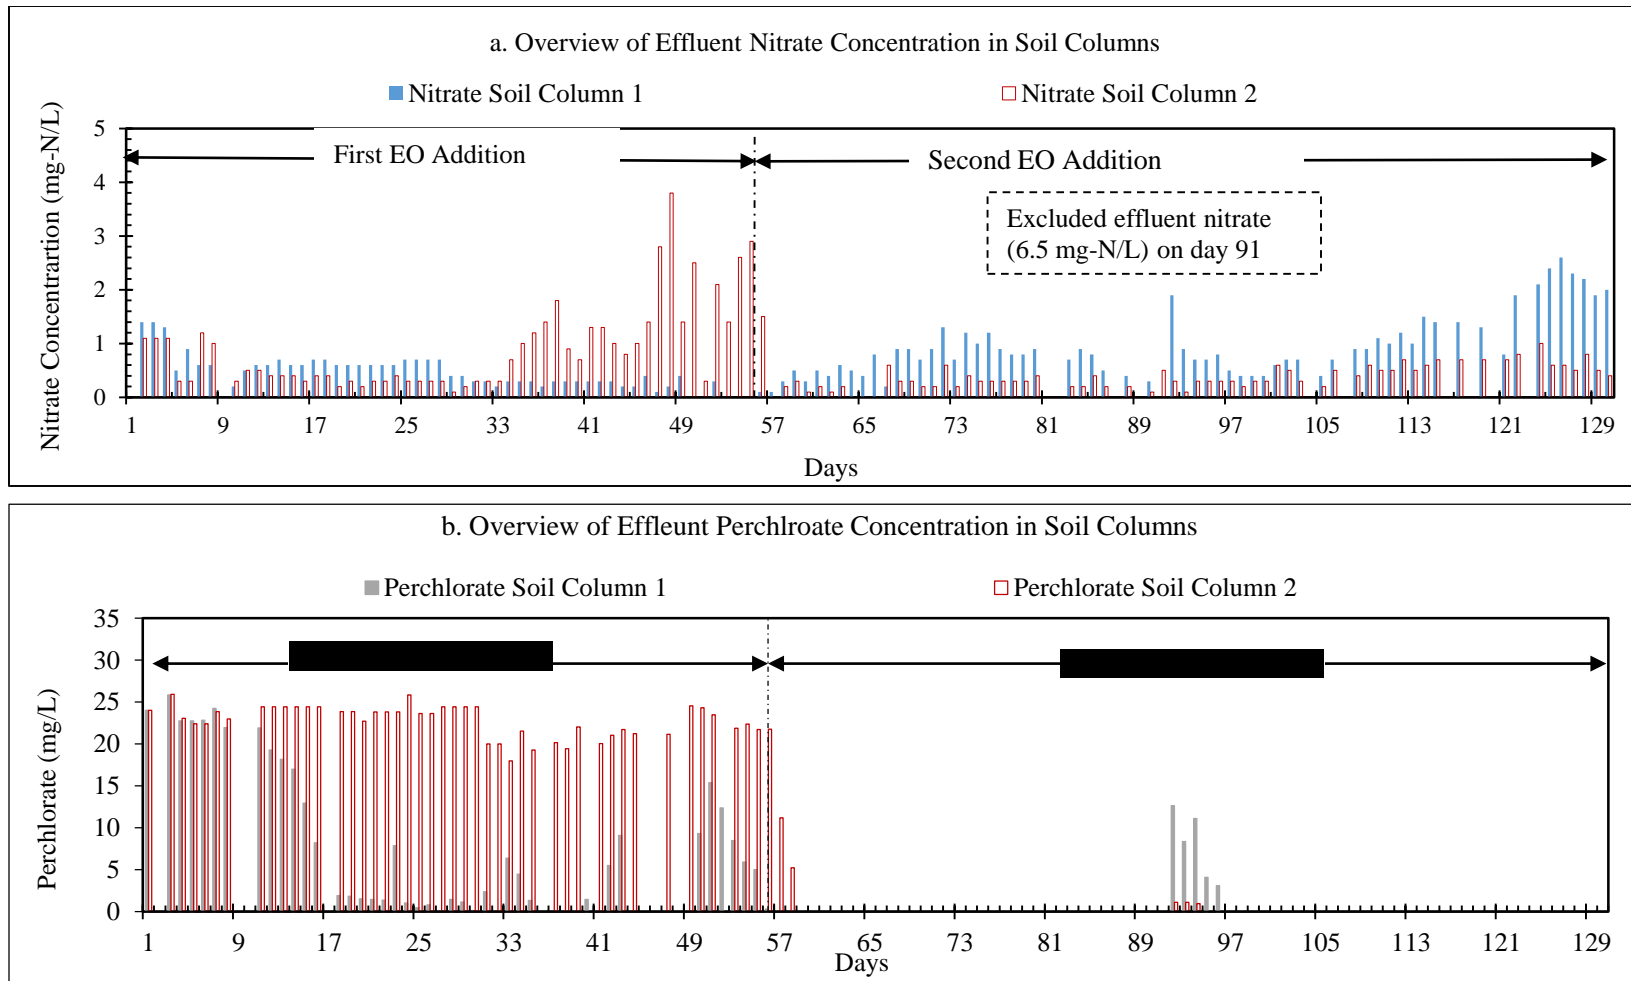 a. Overview of Effluent Nitrate Concentration in Soil Columns
Nitrate Soil Column 1
Nitrate Soil Column 2
Nitrate Concentrartion (mg-N/L)
5
4
3
2
1
0
First EO Addition
Second EO Addition
Excluded effluent nitrate
(6.5 mg-N/L) on day 91
1 9 17 25 33 41 49 57 65 73 81 89 97 105 113 121 129
Days
b. Overview of Effleunt Perchlroate Concentration in Soil Columns
Perchlorate Soil Column 1
Perchlorate Soil Column 2
Perchlorate (mg/L)
35
30
25
20
15
10
5
0
1 9 17 25 33 41 49 57 65 73 81 89 97 105 113 121 129
Days